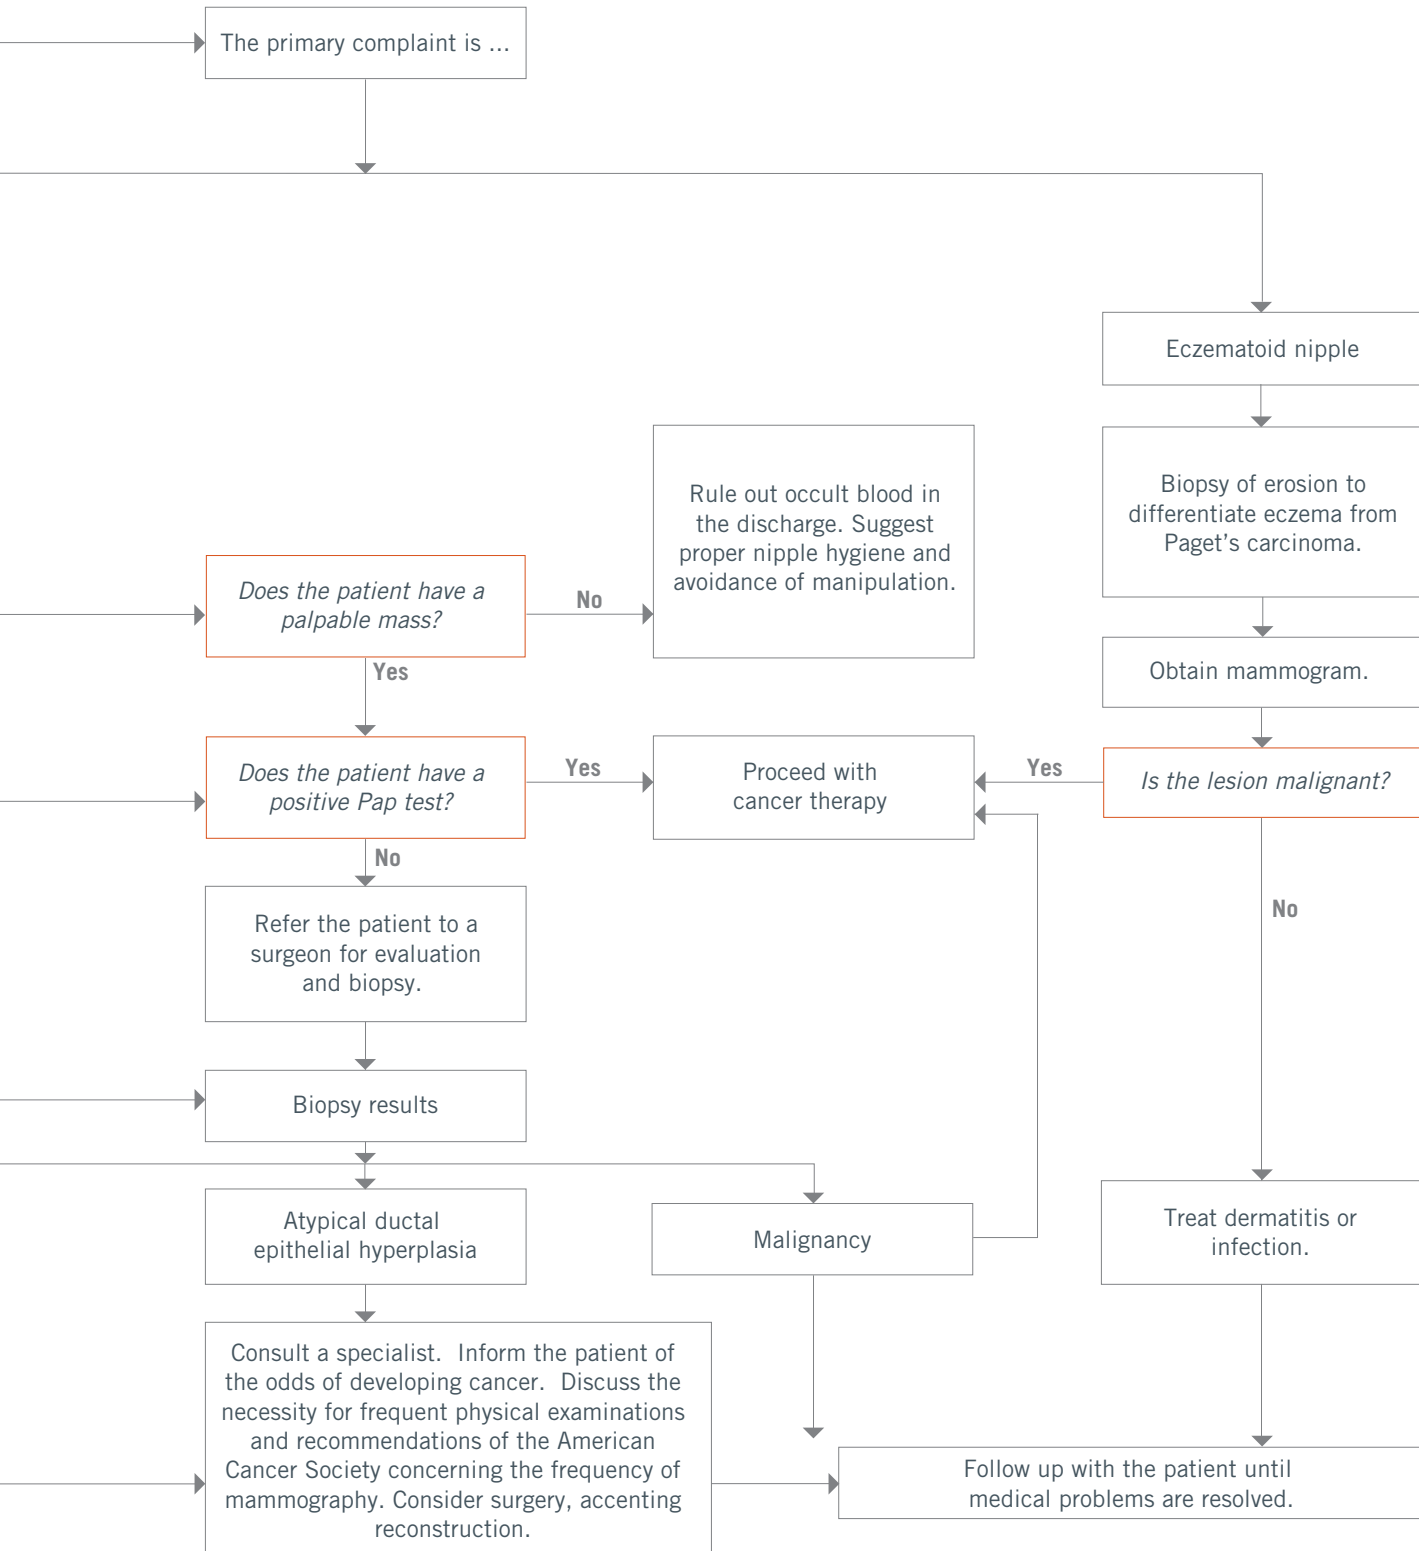 The primary complaint is ...
Eczematoid nipple
Rule out occult blood in
the discharge. Suggest
proper nipple hygiene and
avoidance of manipulation.
Biopsy of erosion to
differentiate eczema from
Paget’s carcinoma.
Does the patient have a
palpable mass?
No
Yes
Obtain mammogram.
Does the patient have a
positive Pap test?
Yes
Proceed with
cancer therapy
Yes
Is the lesion malignant?
No
No
Refer the patient to a
surgeon for evaluation
and biopsy.
Biopsy results
Atypical ductal
epithelial hyperplasia
Malignancy
Treat dermatitis or
infection.
Consult a specialist.  Inform the patient of
the odds of developing cancer.  Discuss the
necessity for frequent physical examinations
and recommendations of the American
Cancer Society concerning the frequency of
mammography. Consider surgery, accenting
reconstruction.
Follow up with the patient until
medical problems are resolved.